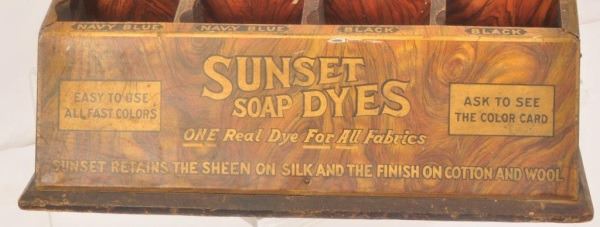 NAVY BLUE NAVY BLUE BLACK BLACK
SUNSET
SOAP DYES
EASY TO USE
ALL FAST COLORS
ASK TO SEE
THE COLOR CARD
ONE Real Dye For All Fabrics
SUNSET RETAINS THE SHEEN ON SILK AND THE FINISH ON COTTON AND WOOL